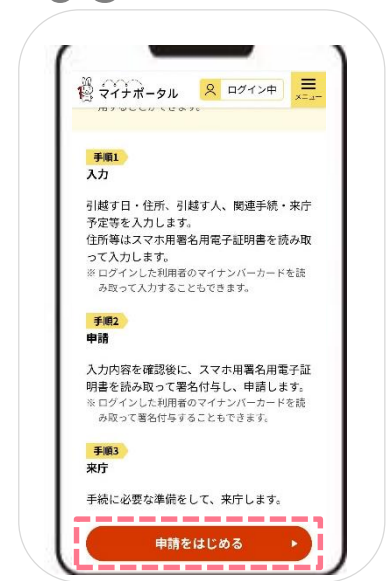 マイナポータル
ログイン中
メニュー
用することができます。
手順1
入力
引越す日・住所、引越す人、関連手続・来庁
予定等を入力します。
住所等はスマホ用署名用電子証明書を読み取
って入力します。
※ ログインした利用者のマイナンバーカードを読
み取って入力することもできます。
手順2
申請
入力内容を確認後に、スマホ用署名用電子証
明書を読み取って署名付与し、申請します。
※ ログインした利用者のマイナンバーカードを読
み取って署名付与することもできます。
手順3
来庁
手続に必要な準備をして、来庁します。
申請をはじめる